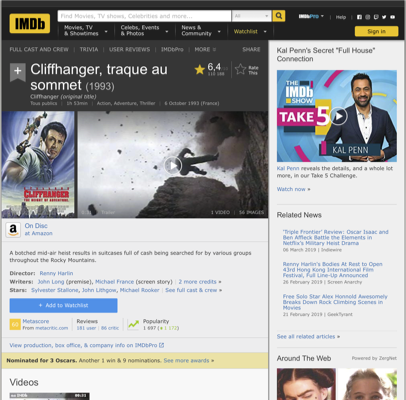 IMDb
Find Movies, TV shows, Celebrities and more...
All
IMDbPro
Help
Movies, TV & Showtimes
Celebs, Events & Photos
News & Community
Watchlist
Sign in
FULL CAST AND CREW | TRIVIA | USER REVIEWS | IMDbPro | MORE
SHARE
Cliffhanger, traque au sommet (1993)
Cliffhanger (original title)
Tous publics | 1h 53min | Action, Adventure, Thriller | 6 October 1993 (France)
6,4
Rate This
CLIFFHANGER
1 VIDEO | 56 IMAGES
On Disc
at Amazon
A botched mid-air heist results in suitcases full of cash being searched for by various groups
throughout the Rocky Mountains.
Director: Renny Harlin
Writers: John Long (premise), Michael France (screen story) | 2 more credits »
Stars: Sylvester Stallone, John Lithgow, Michael Rooker | See full cast & crew »
+ Add to Watchlist
Metascore
From metacritic.com
Reviews
181 user | 86 critic
Popularity
1 697
View production, box office, & company info on IMDbPro
Nominated for 3 Oscars. Another 1 win & 9 nominations. See more awards »
Videos
Kal Penn's Secret "Full House"
Connection
THE IMDb SHOW
TAKE 5
KAL PENN
Kal Penn reveals the details, and a whole lot
more, in our Take 5 Challenge.
Watch now »
Related News
'Triple Frontier' Review: Oscar Isaac and
Ben Affleck Battle the Elements in
Netflix's Military Heist Drama
06 March 2019 | Indiewire
Renny Harlin's Bodies At Rest to Open
43rd Hong Kong International Film
Festival, Full Line-Up Announced
26 February 2019 | Screen Anarchy
Free Solo Star Alex Honnold Awesomely
Breaks Down Rock Climbing Scenes in
Movies
21 February 2019 | GeekTyrant
See all related articles »
Around The Web
Powered by ZergNet